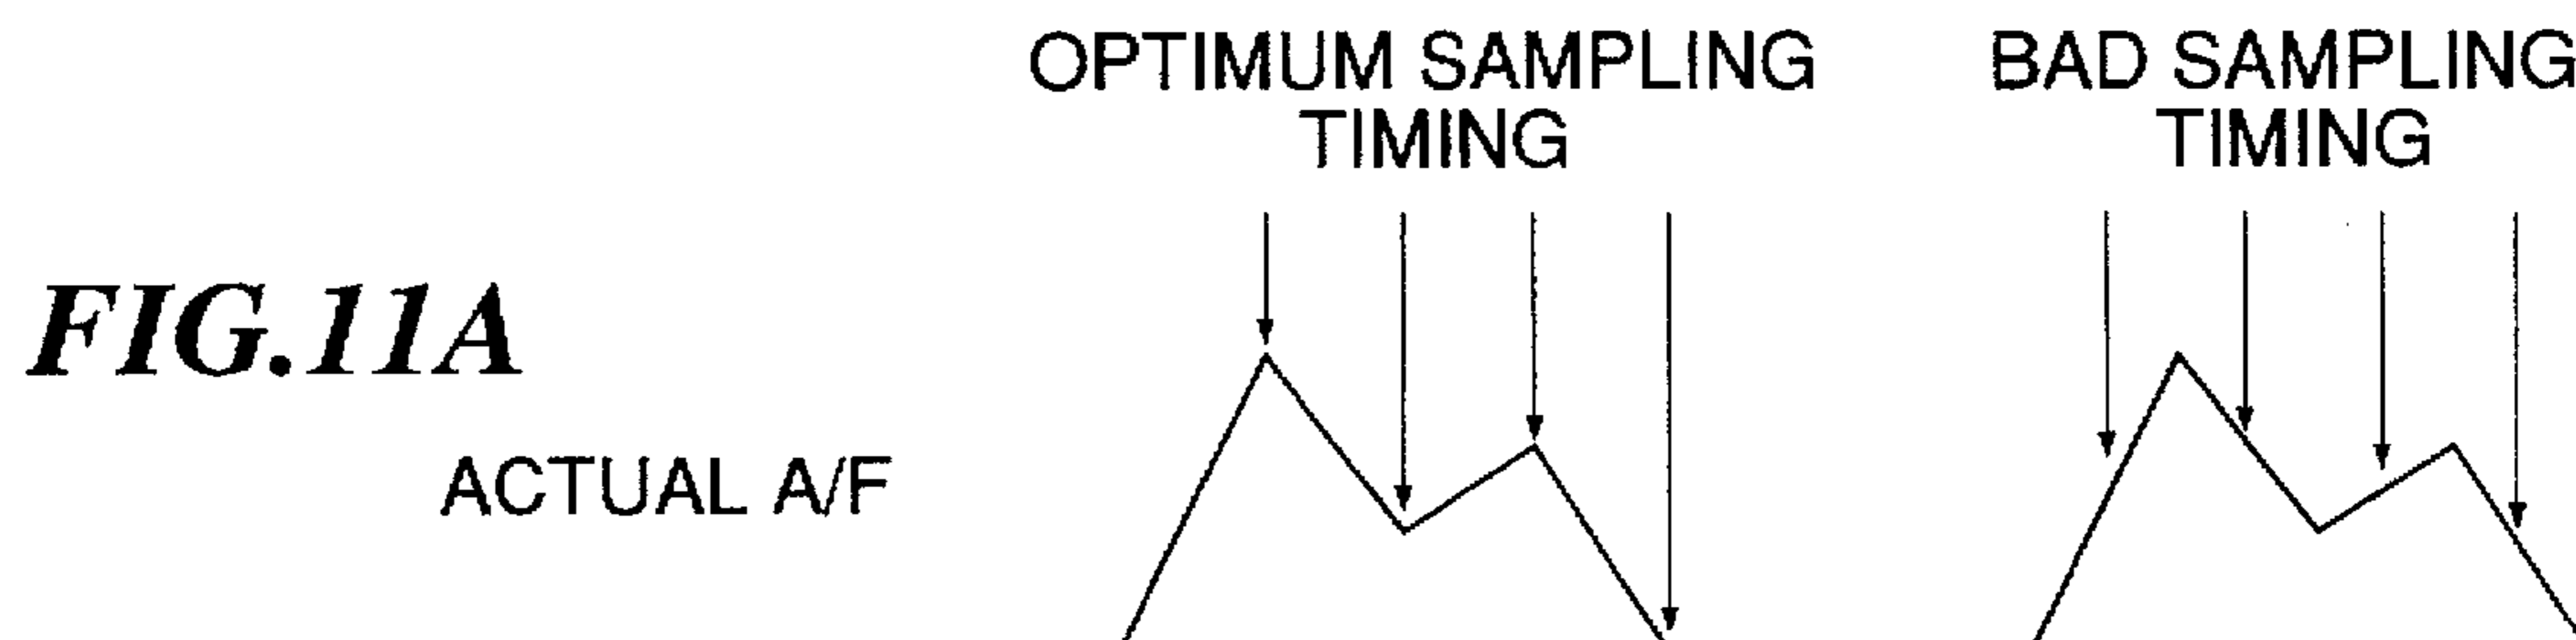 OPTIMUM SAMPLING
TIMING
BAD SAMPLING
TIMING
FIG.11A
ACTUAL A/F